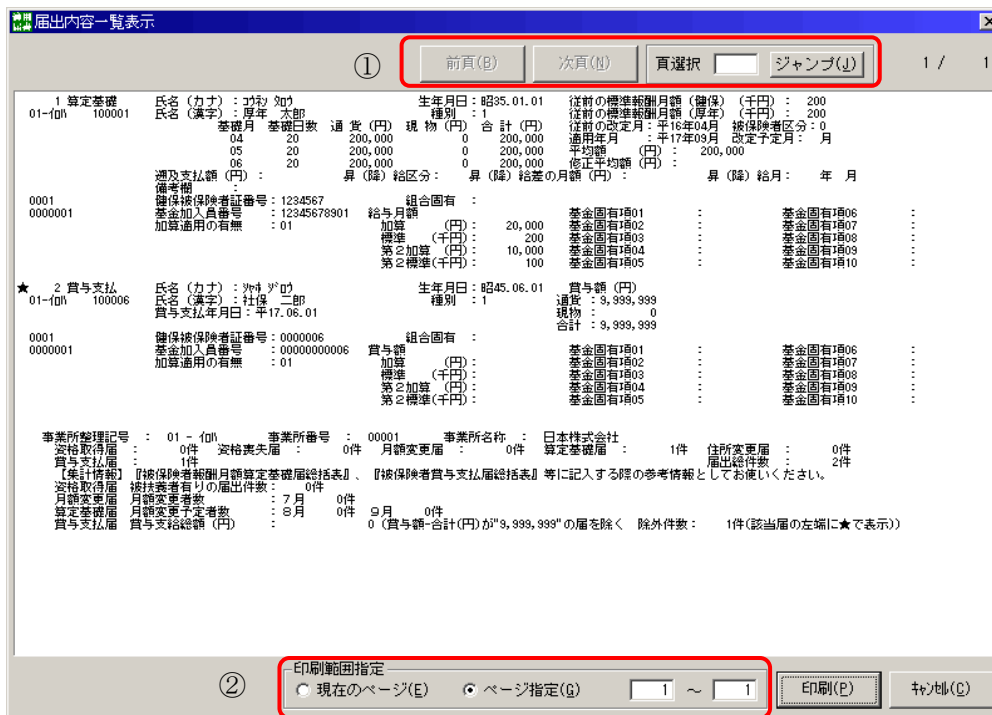 届出内容一覧表示
① 前頁(B) 次頁(N) 頁選択 ジャンプ(J) 1 / 1
1 算定基礎 氏名 (カナ) : ｺｳﾈﾝ ﾀﾛｳ 生年月日:昭35.01.01 従前の標準報酬月額 (健保) (千円) : 200
01-ｲﾛﾊ 100001 氏名 (漢字) : 厚年 太郎 種別 :1 従前の標準報酬月額 (厚年) (千円) : 200
基礎月 基礎日数 通 貨 (円) 現 物 (円) 合 計 (円) 従前の改定月:平16年04月 被保険者区分:0
04 20 200,000 0 200,000 適用年月 :平17年09月 改定予定月: 月
05 20 200,000 0 200,000 平均額 (円) : 200,000
06 20 200,000 0 200,000 修正平均額 (円) :
遡及支払額 (円) : 昇 (降) 給区分: 昇 (降) 給差の月額 (円) : 昇 (降) 給月: 年 月
備考欄 :
0001 健保被保険者証番号:1234567 組合固有 :
0000001 基金加入員番号 :12345678901 給与月額 基金固有項01 : 基金固有項06 :
加算適用の有無 :01 加算 (円): 20,000 基金固有項02 : 基金固有項07 :
標準 (千円): 200 基金固有項03 : 基金固有項08 :
第2加算 (円): 10,000 基金固有項04 : 基金固有項09 :
第2標準(千円): 100 基金固有項05 : 基金固有項10 :
★ 2 賞与支払 氏名 (カナ) : ｼｬﾎ ｼﾞﾛｳ 生年月日:昭45.06.01 賞与額 (円)
01-ｲﾛﾊ 100006 氏名 (漢字) : 社保 二郎 種別 :1 通貨 :9,999,999
賞与支払年月日:平17.06.01 現物 : 0
合計 :9,999,999
0001 健保被保険者証番号:0000006 組合固有 :
0000001 基金加入員番号 :00000000006 賞与額 基金固有項01 : 基金固有項06 :
加算適用の有無 :01 加算 (円): 基金固有項02 : 基金固有項07 :
標準 (千円): 基金固有項03 : 基金固有項08 :
第2加算 (円): 基金固有項04 : 基金固有項09 :
第2標準(千円): 基金固有項05 : 基金固有項10 :
事業所整理記号 : 01 - ｲﾛﾊ 事業所番号 : 00001 事業所名称 : 日本株式会社
資格取得届 : 0件 資格喪失届 : 0件 月額変更届 : 0件 算定基礎届 : 1件 住所変更届 : 0件
賞与支払届 : 1件 届出総件数 : 2件
【集計情報】『被保険者報酬月額算定基礎届総括表』、『被保険者賞与支払届総括表』等に記入する際の参考情報としてお使いください。
資格取得届 被扶養者有りの届出件数: 0件
月額変更届 月額変更者数 :7月 0件
算定基礎届 月額変更予定者数 :8月 0件 9月 0件
賞与支払届 賞与支給総額 (円) : 0 (賞与額-合計(円)が"9,999,999"の届を除く 除外件数: 1件(該当届の左端に★で表示))
② 印刷範囲指定
現在のページ(E) ページ指定(G) 1 ～ 1 印刷(P) ｷｬﾝｾﾙ(C)